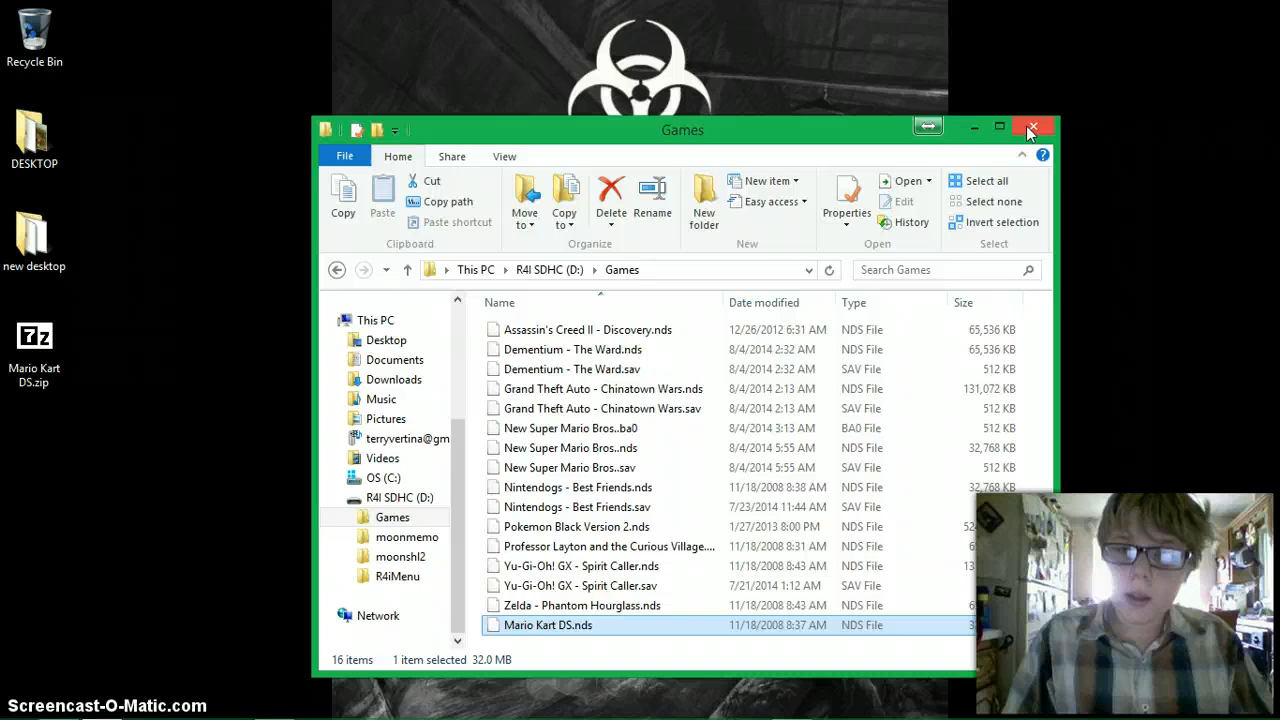 Recycle Bin
DESKTOP
new desktop
7z
Mario Kart
DS.zip
Games
File Home Share View
Copy
Paste
Cut
Copy path
Paste shortcut
Clipboard
Move
to
Copy
to
Delete
Rename
Organize
New
folder
New item
Easy access
New
Properties
Open
Edit
History
Open
Select all
Select none
Invert selection
Select
This PC R4I SDHC (D:) Games
Search Games
This PC
Desktop
Documents
Downloads
Music
Pictures
terryvertina@gm
Videos
OS (C:)
R4I SDHC (D:)
Games
moonmemo
moonshl2
R4iMenu
Network
Name Date modified Type Size
Assassin's Creed II - Discovery.nds 12/26/2012 6:31 AM NDS File 65,536 KB
Dementium - The Ward.nds 8/4/2014 2:32 AM NDS File 65,536 KB
Dementium - The Ward.sav 8/4/2014 2:32 AM SAV File 512 KB
Grand Theft Auto - Chinatown Wars.nds 8/4/2014 2:13 AM NDS File 131,072 KB
Grand Theft Auto - Chinatown Wars.sav 8/4/2014 2:13 AM SAV File 512 KB
New Super Mario Bros..ba0 8/4/2014 3:13 AM BA0 File 512 KB
New Super Mario Bros..nds 8/4/2014 5:55 AM NDS File 32,768 KB
New Super Mario Bros..sav 8/4/2014 5:55 AM SAV File 512 KB
Nintendogs - Best Friends.nds 11/18/2008 8:38 AM NDS File 32,768 KB
Nintendogs - Best Friends.sav 7/23/2014 11:44 AM SAV File
Pokemon Black Version 2.nds 1/27/2013 8:00 PM NDS File
Professor Layton and the Curious Village.... 11/18/2008 8:31 AM NDS File
Yu-Gi-Oh! GX - Spirit Caller.nds 11/18/2008 8:43 AM NDS File
Yu-Gi-Oh! GX - Spirit Caller.sav 7/21/2014 1:12 AM SAV File
Zelda - Phantom Hourglass.nds 11/18/2008 8:43 AM NDS File
Mario Kart DS.nds 11/18/2008 8:37 AM NDS File
16 items 1 item selected 32.0 MB
Screencast-O-Matic.com